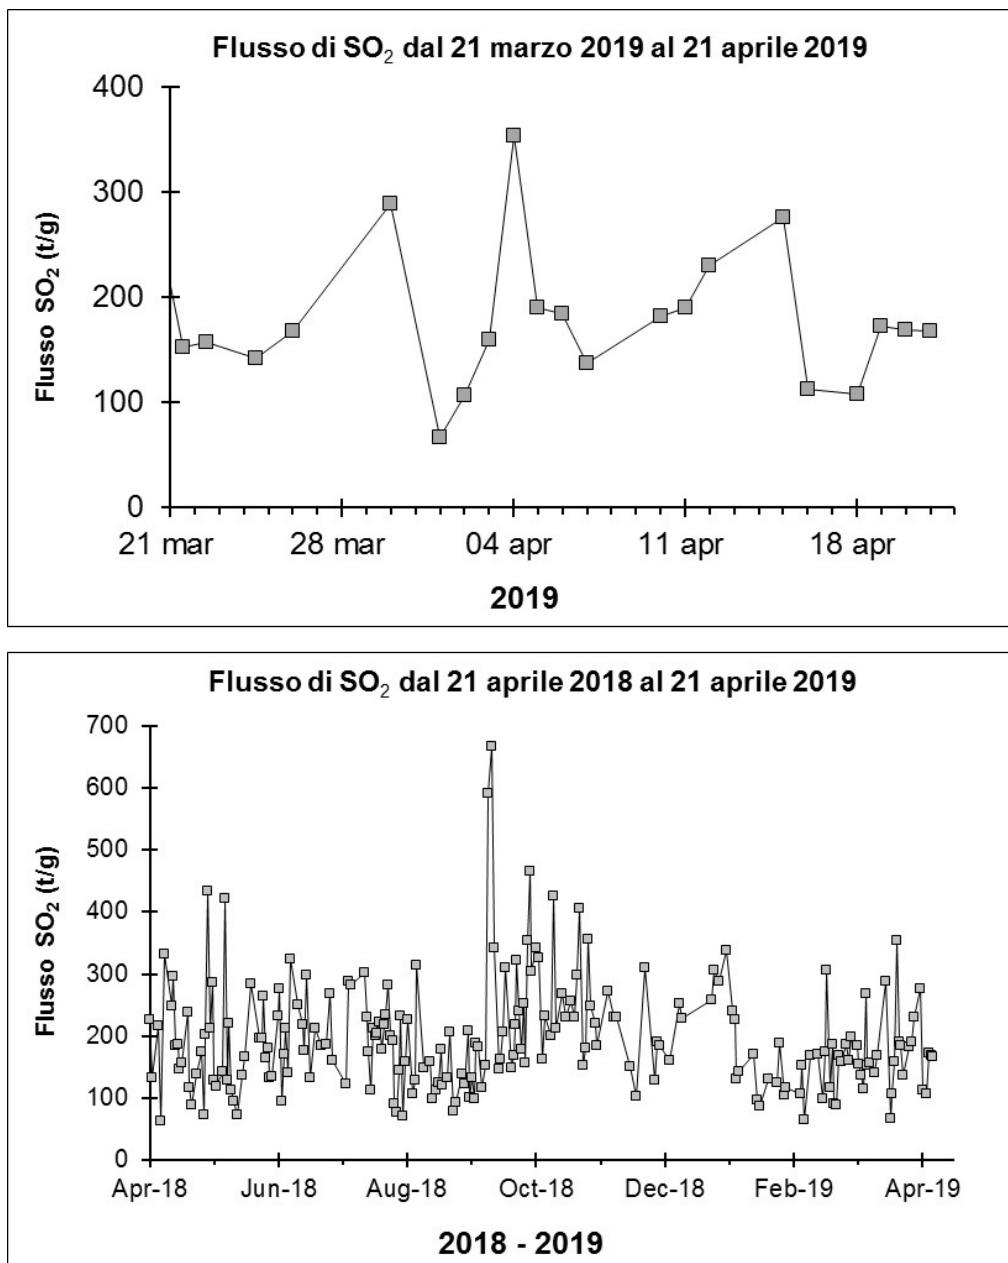 Flusso di SO₂ dal 21 marzo 2019 al 21 aprile 2019
400
300
200
100
0
Flusso SO₂ (t/g)
21 mar 28 mar 04 apr 11 apr 18 apr
2019
Flusso di SO₂ dal 21 aprile 2018 al 21 aprile 2019
700
600
500
400
300
200
100
0
Flusso SO₂ (t/g)
Apr-18 Jun-18 Aug-18 Oct-18 Dec-18 Feb-19 Apr-19
2018 - 2019